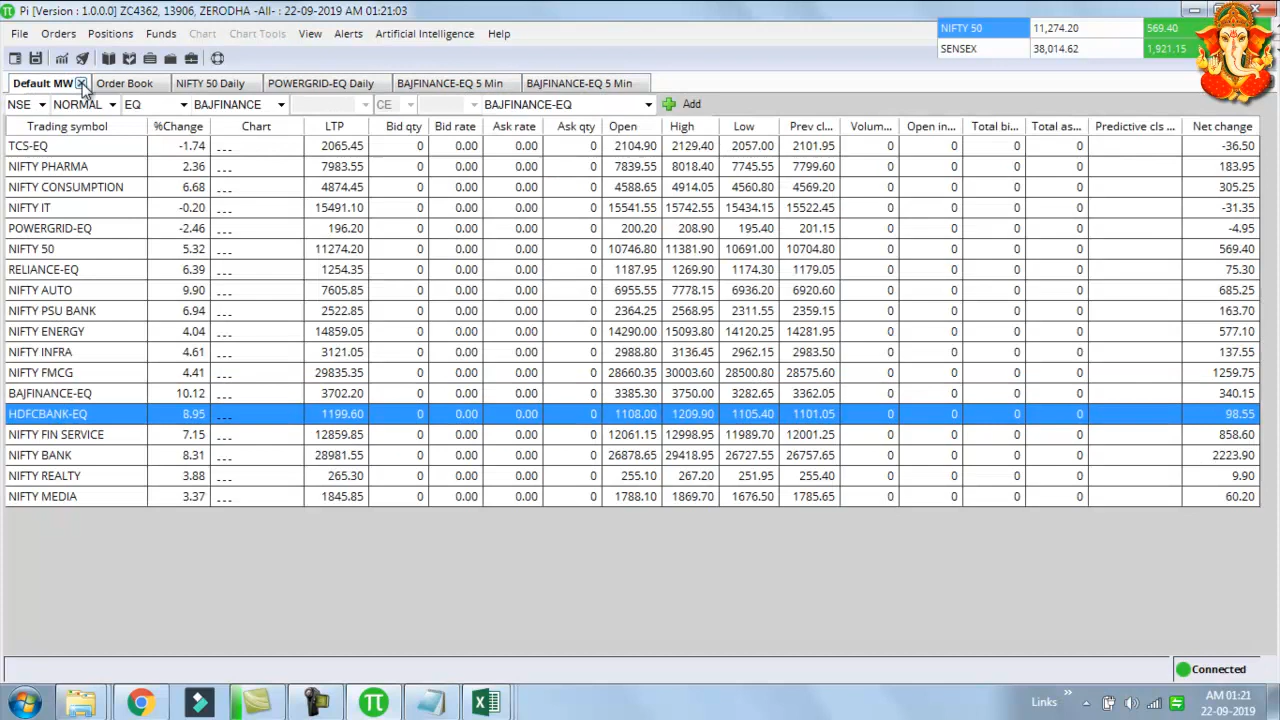 Pi [Version : 1.0.0.0] ZC4362, 13906, ZERODHA -All- : 22-09-2019 AM 01:21:03
File Orders Positions Funds Chart Chart Tools View Alerts Artificial Intelligence Help
NIFTY 50 11,274.20 569.40
SENSEX 38,014.62 1,921.15
Default MW Order Book NIFTY 50 Daily POWERGRID-EQ Daily BAJFINANCE-EQ 5 Min BAJFINANCE-EQ 5 Min
NSE NORMAL EQ BAJFINANCE CE BAJFINANCE-EQ Add
Trading symbol %Change Chart LTP Bid qty Bid rate Ask rate Ask qty Open High Low Prev cl... Volum... Open in... Total bi... Total as... Predictive cls ... Net change
TCS-EQ -1.74 --- 2065.45 0 0.00 0.00 0 2104.90 2129.40 2057.00 2101.95 0 0 0 0 -36.50
NIFTY PHARMA 2.36 --- 7983.55 0 0.00 0.00 0 7839.55 8018.40 7745.55 7799.60 0 0 0 0 183.95
NIFTY CONSUMPTION 6.68 --- 4874.45 0 0.00 0.00 0 4588.65 4914.05 4560.80 4569.20 0 0 0 0 305.25
NIFTY IT -0.20 --- 15491.10 0 0.00 0.00 0 15541.55 15742.55 15434.15 15522.45 0 0 0 0 -31.35
POWERGRID-EQ -2.46 --- 196.20 0 0.00 0.00 0 200.20 208.90 195.40 201.15 0 0 0 0 -4.95
NIFTY 50 5.32 --- 11274.20 0 0.00 0.00 0 10746.80 11381.90 10691.00 10704.80 0 0 0 0 569.40
RELIANCE-EQ 6.39 --- 1254.35 0 0.00 0.00 0 1187.95 1269.90 1174.30 1179.05 0 0 0 0 75.30
NIFTY AUTO 9.90 --- 7605.85 0 0.00 0.00 0 6955.55 7778.15 6936.20 6920.60 0 0 0 0 685.25
NIFTY PSU BANK 6.94 --- 2522.85 0 0.00 0.00 0 2364.25 2568.95 2311.55 2359.15 0 0 0 0 163.70
NIFTY ENERGY 4.04 --- 14859.05 0 0.00 0.00 0 14290.00 15093.80 14120.25 14281.95 0 0 0 0 577.10
NIFTY INFRA 4.61 --- 3121.05 0 0.00 0.00 0 2988.80 3136.45 2962.15 2983.50 0 0 0 0 137.55
NIFTY FMCG 4.41 --- 29835.35 0 0.00 0.00 0 28660.35 30003.60 28500.80 28575.60 0 0 0 0 1259.75
BAJFINANCE-EQ 10.12 --- 3702.20 0 0.00 0.00 0 3385.30 3750.00 3282.65 3362.05 0 0 0 0 340.15
HDFCBANK-EQ 8.95 --- 1199.60 0 0.00 0.00 0 1108.00 1209.90 1105.40 1101.05 0 0 0 0 98.55
NIFTY FIN SERVICE 7.15 --- 12859.85 0 0.00 0.00 0 12061.15 12998.95 11989.70 12001.25 0 0 0 0 858.60
NIFTY BANK 8.31 --- 28981.55 0 0.00 0.00 0 26878.65 29418.95 26727.55 26757.65 0 0 0 0 2223.90
NIFTY REALTY 3.88 --- 265.30 0 0.00 0.00 0 255.10 267.20 251.95 255.40 0 0 0 0 9.90
NIFTY MEDIA 3.37 --- 1845.85 0 0.00 0.00 0 1788.10 1869.70 1676.50 1785.65 0 0 0 0 60.20
Connected
Links » AM 01:21
22-09-2019